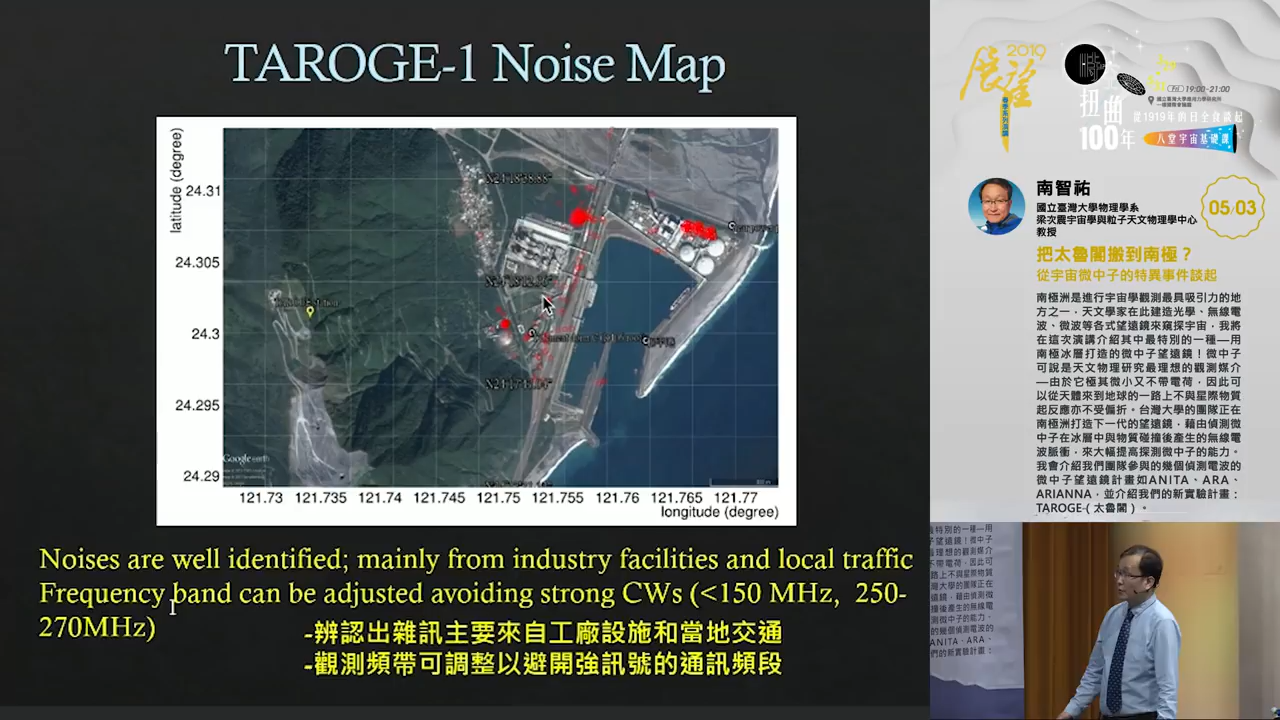 TAROGE-1 Noise Map
latitude (degree)
24.31
24.305
24.3
24.295
24.29
121.73 121.735 121.74 121.745 121.75 121.755 121.76 121.765 121.77
longitude (degree)
Google earth
Noises are well identified; mainly from industry facilities and local traffic
Frequency band can be adjusted avoiding strong CWs (<150 MHz, 250-
270MHz)
-辨認出雜訊主要來自工廠設施和當地交通
-觀測頻帶可調整以避開強訊號的通訊頻段
2019
展望
扭曲
100年
Fri 19:00-21:00
從1919年的日全食談起
八堂宇宙基礎課
南智祐
國立臺灣大學物理學系
梁次震宇宙學與粒子天文物理學中心
教授
05/03
把太魯閣搬到南極？
從宇宙微中子的特異事件談起
南極洲是進行宇宙學觀測最具吸引力的地
方之一，天文學家在此建造光學、無線電
波、微波等各式望遠鏡來窺探宇宙，我將
在這次演講介紹其中最特別的一種—用
南極冰層打造的微中子望遠鏡！微中子
可說是天文物理研究最理想的觀測媒介
—由於它極其微小又不帶電荷，因此可
以從天體來到地球的一路上不與星際物質
起反應亦不受偏折。台灣大學的團隊正在
南極洲打造下一代的望遠鏡，藉由偵測微
中子在冰層中與物質碰撞後產生的無線電
波脈衝，來大幅提高探測微中子的能力。
我會介紹我們團隊參與的幾個偵測電波的
微中子望遠鏡計畫如ANITA、ARA、
ARIANNA，並介紹我們的新實驗計畫：
TAROGE（太魯閣）。